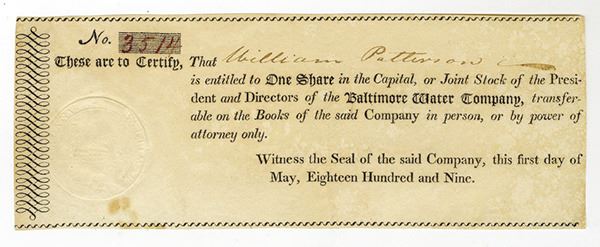 No. 3514
These are to Certify, That William Patterson
is entitled to One Share in the Capital, or Joint Stock of the Presi-
dent and Directors of the Baltimore Water Company, transfer-
able on the Books of the said Company in person, or by power of
attorney only.
Witness the Seal of the said Company, this first day of
May, Eighteen Hundred and Nine.